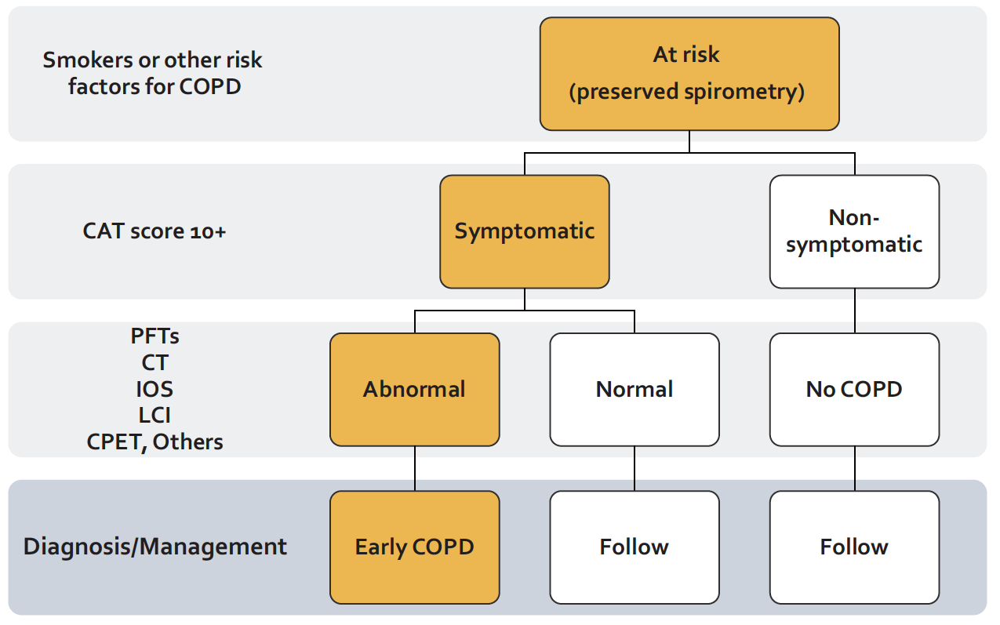 Smokers or other risk
factors for COPD
At risk
(preserved spirometry)
CAT score 10+
Symptomatic
Non-
symptomatic
PFTs
CT
IOS
LCI
CPET, Others
Abnormal
Normal
No COPD
Diagnosis/Management
Early COPD
Follow
Follow